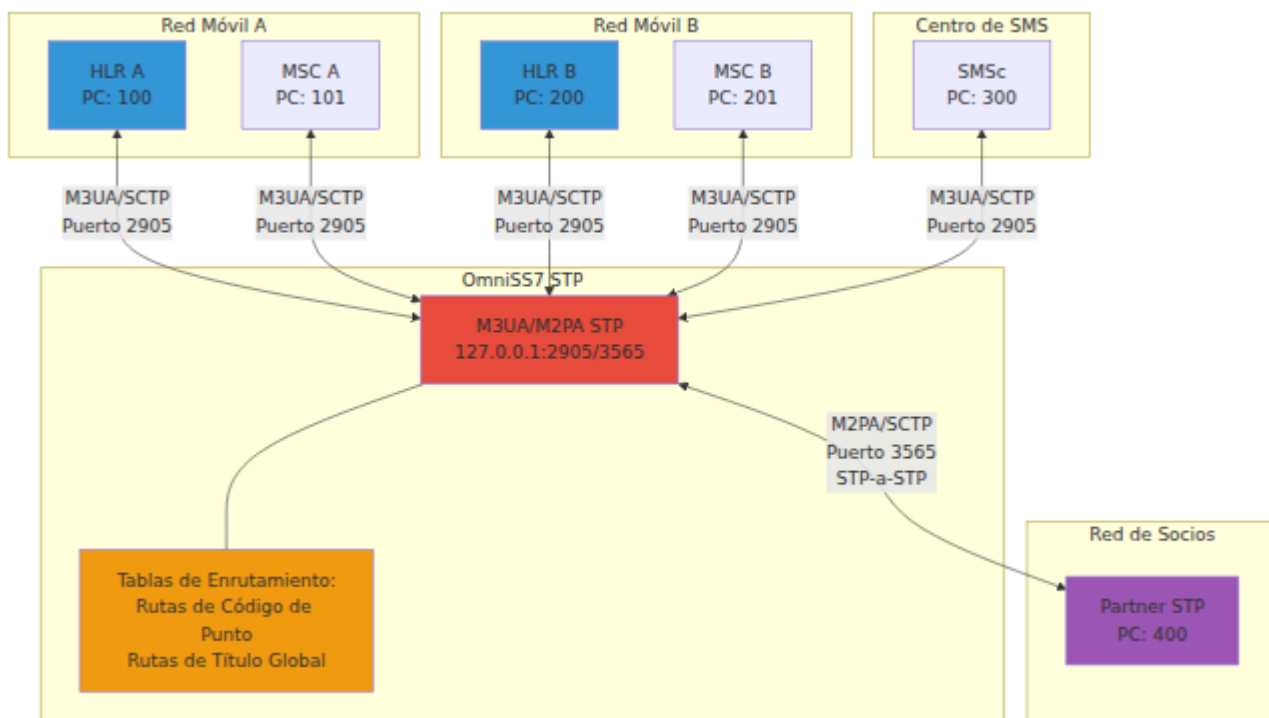 Red Móvil A
HLR A
PC: 100
MSC A
PC: 101
Red Móvil B
HLR B
PC: 200
MSC B
PC: 201
Centro de SMS
SMSc
PC: 300
M3UA/SCTP
Puerto 2905
M3UA/SCTP
Puerto 2905
M3UA/SCTP
Puerto 2905
M3UA/SCTP
Puerto 2905
M3UA/SCTP
Puerto 2905
OmniSS7 STP
M3UA/M2PA STP
127.0.0.1:2905/3565
M2PA/SCTP
Puerto 3565
STP-a-STP
Tablas de Enrutamiento:
Rutas de Código de
Punto
Rutas de Título Global
Red de Socios
Partner STP
PC: 400